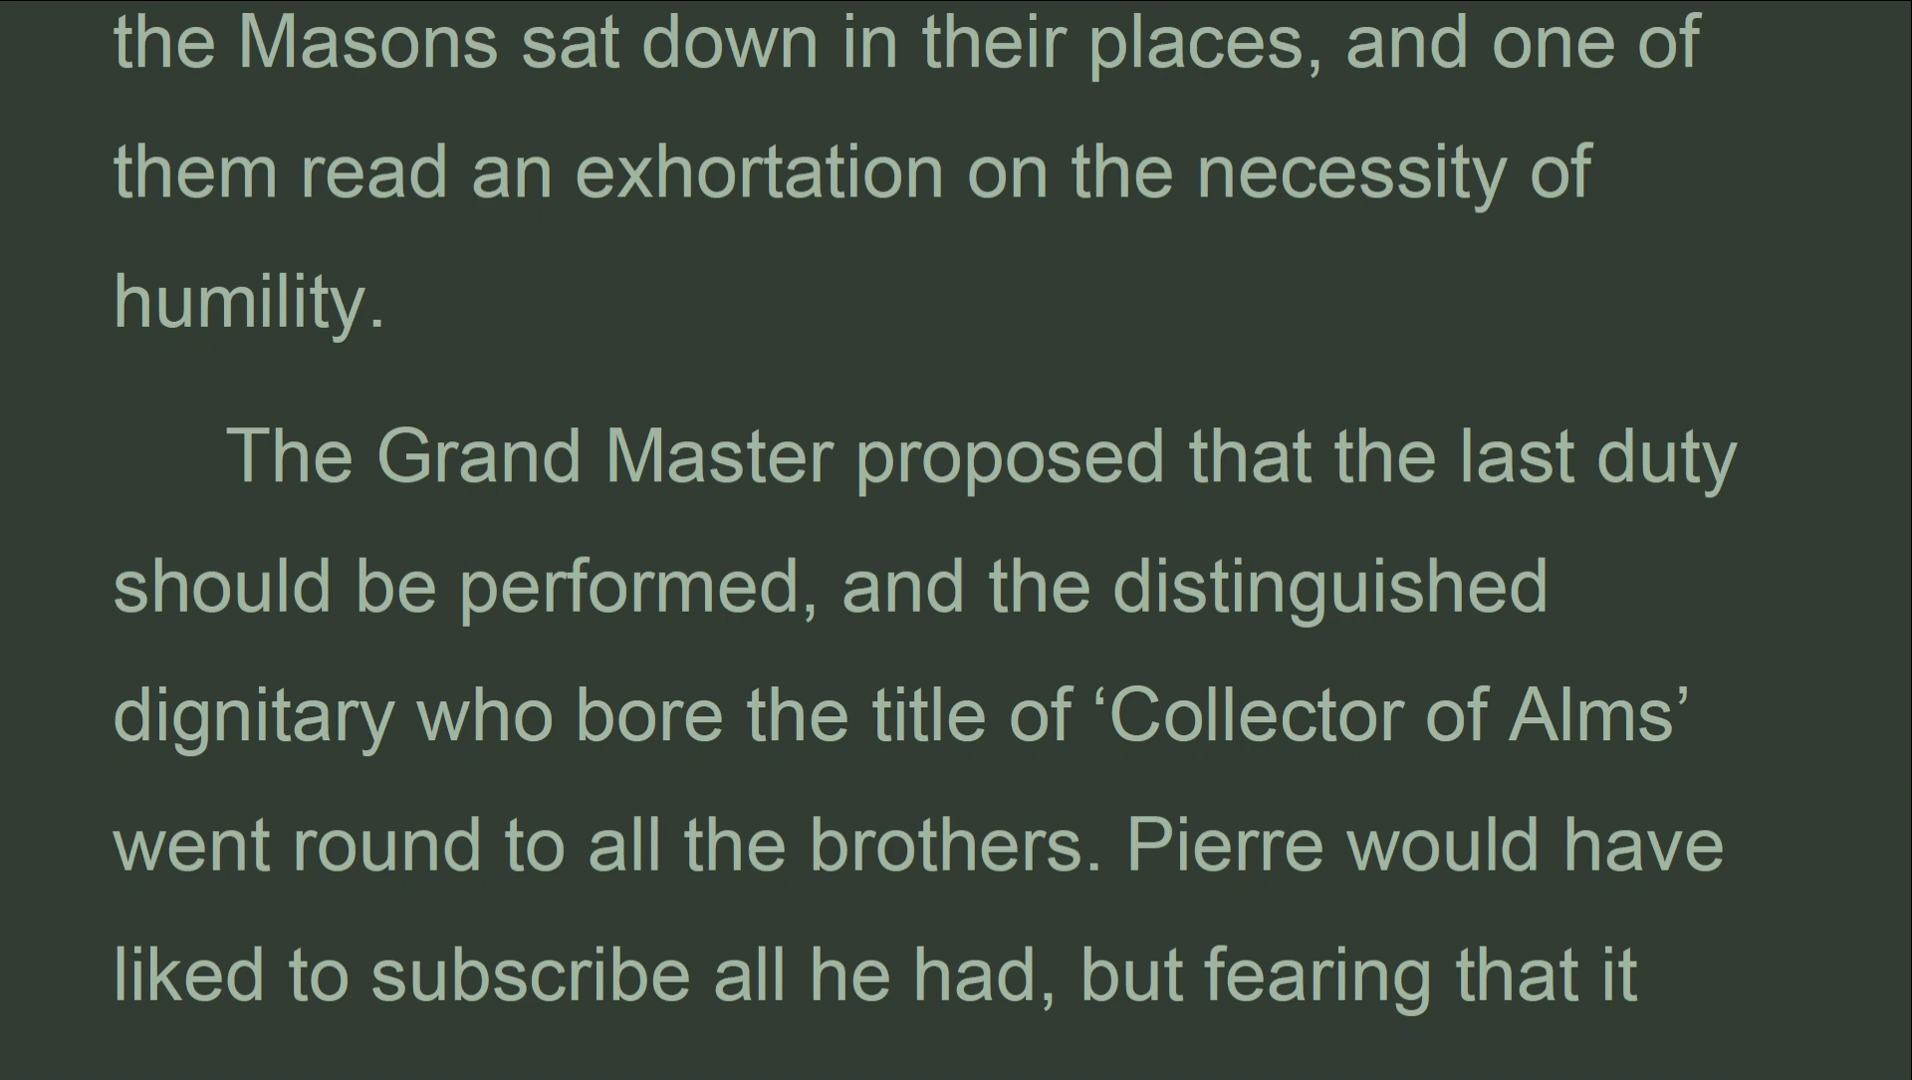 the Masons sat down in their places, and one of
them read an exhortation on the necessity of
humility.
The Grand Master proposed that the last duty
should be performed, and the distinguished
dignitary who bore the title of ‘Collector of Alms’
went round to all the brothers. Pierre would have
liked to subscribe all he had, but fearing that it